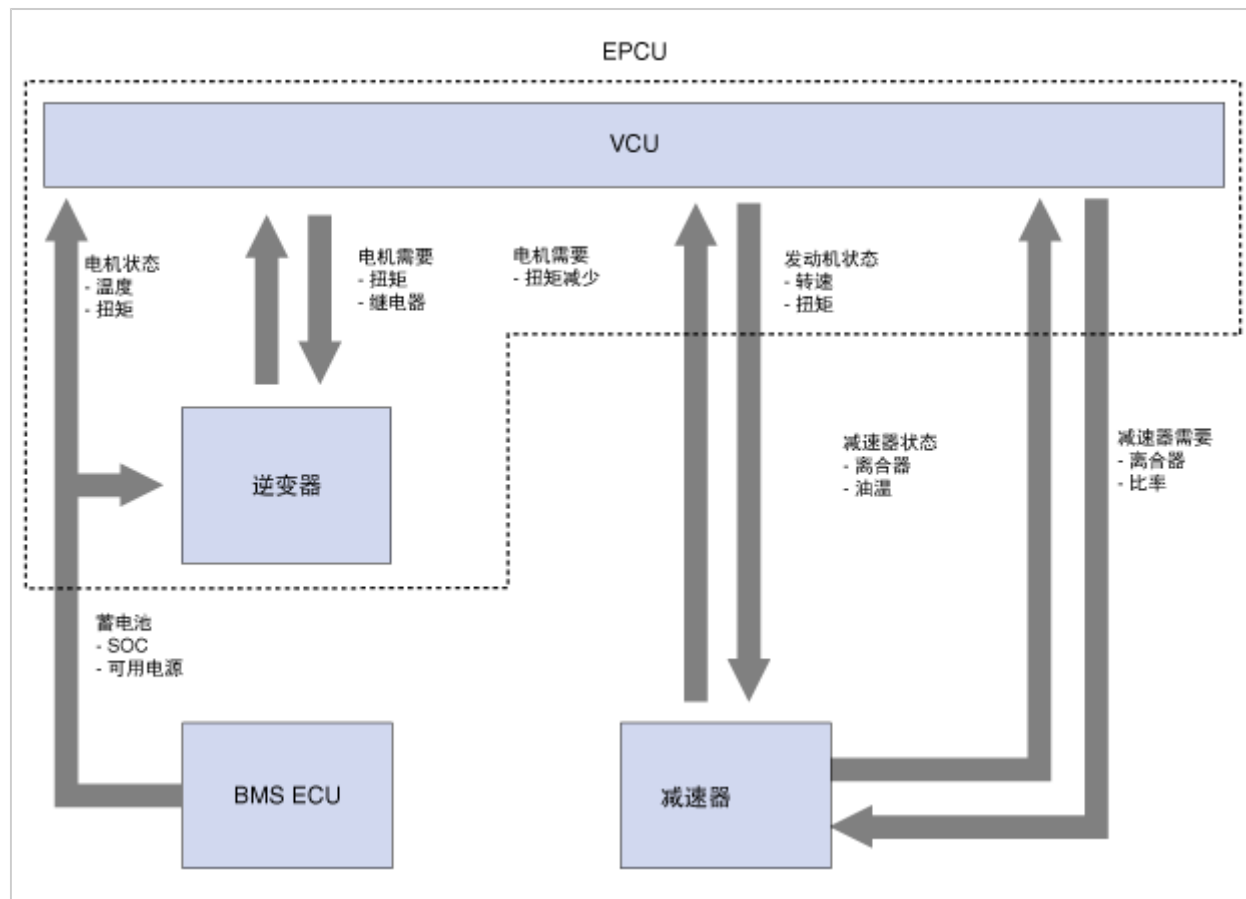 EPCU
VCU
电机状态
- 温度
- 扭矩
电机需要
- 扭矩
- 继电器
电机需要
- 扭矩减少
发动机状态
- 转速
- 扭矩
逆变器
减速器状态
- 离合器
- 油温
减速器需要
- 离合器
- 比率
蓄电池
- SOC
- 可用电源
BMS ECU
减速器